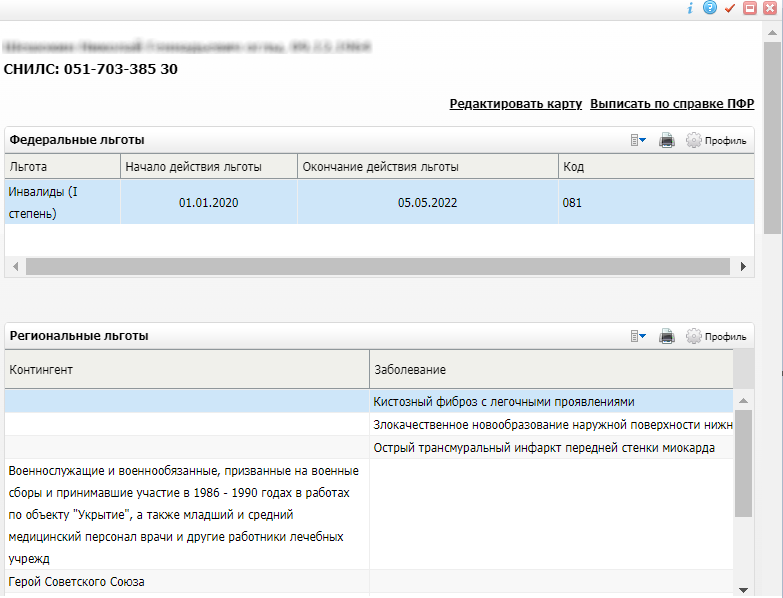 СНИЛС: 051-703-385 30
Редактировать карту Выписать по справке ПФР
Федеральные льготы Профиль
Льгота Начало действия льготы Окончание действия льготы Код
Инвалиды (I
степень)
01.01.2020 05.05.2022 081
Региональные льготы Профиль
Контингент Заболевание
Кистозный фиброз с легочными проявлениями
Злокачественное новообразование наружной поверхности нижн
Острый трансмуральный инфаркт передней стенки миокарда
Военнослужащие и военнообязанные, призванные на военные
сборы и принимавшие участие в 1986 - 1990 годах в работах
по объекту "Укрытие", а также младший и средний
медицинский персонал врачи и другие работники лечебных
учрежд
Герой Советского Союза